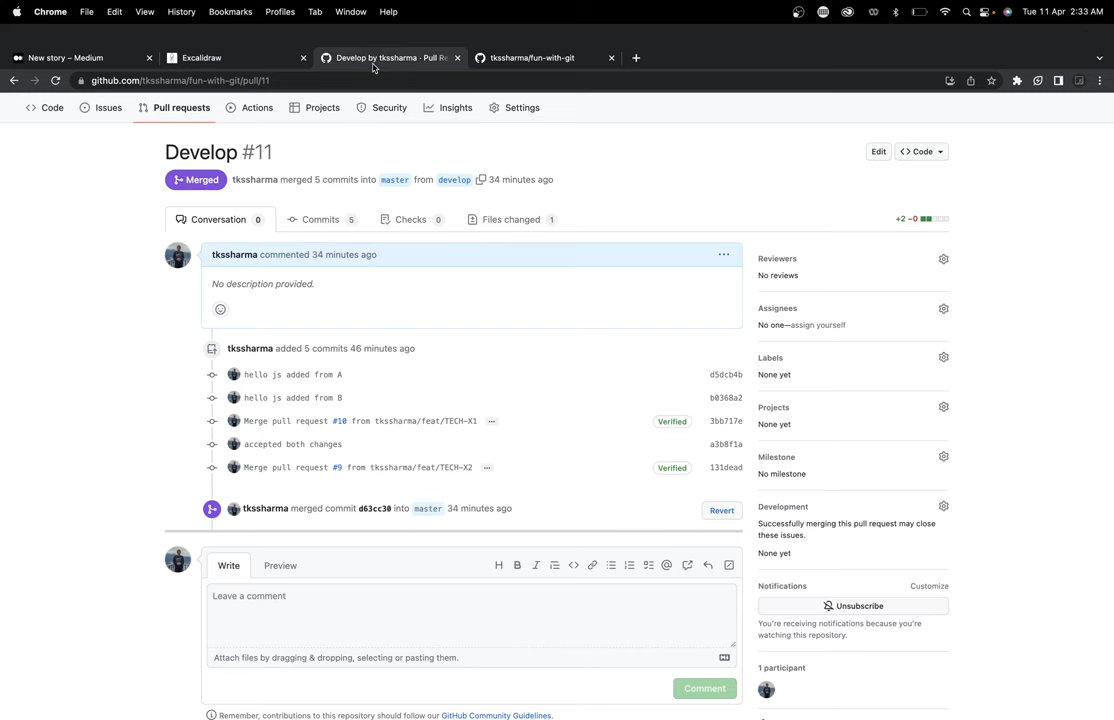 Chrome File Edit View History Bookmarks Profiles Tab Window Help Tue 11 Apr 2:33 AM
New story – Medium
Excalidraw
Develop by tkssharma · Pull Re
tkssharma/fun-with-git
github.com/tkssharma/fun-with-git/pull/11
Code Issues Pull requests Actions Projects Security Insights Settings
Develop #11
Edit
<> Code
Merged
tkssharma merged 5 commits into master from develop 34 minutes ago
Conversation 0
Commits 5
Checks 0
Files changed 1
+2 −0
tkssharma commented 34 minutes ago
No description provided.
tkssharma added 5 commits 46 minutes ago
hello js added from A d5dcb4b
hello js added from B b0368a2
Merge pull request #10 from tkssharma/feat/TECH-X1 Verified 3bb717e
accepted both changes a3b8f1a
Merge pull request #9 from tkssharma/feat/TECH-X2 Verified 131dead
tkssharma merged commit d63cc30 into master 34 minutes ago
Revert
Write Preview
Leave a comment
Attach files by dragging & dropping, selecting or pasting them.
Comment
Remember, contributions to this repository should follow our GitHub Community Guidelines.
Reviewers
No reviews
Assignees
No one—assign yourself
Labels
None yet
Projects
None yet
Milestone
No milestone
Development
Successfully merging this pull request may close
these issues.
None yet
Notifications Customize
Unsubscribe
You're receiving notifications because you're
watching this repository.
1 participant